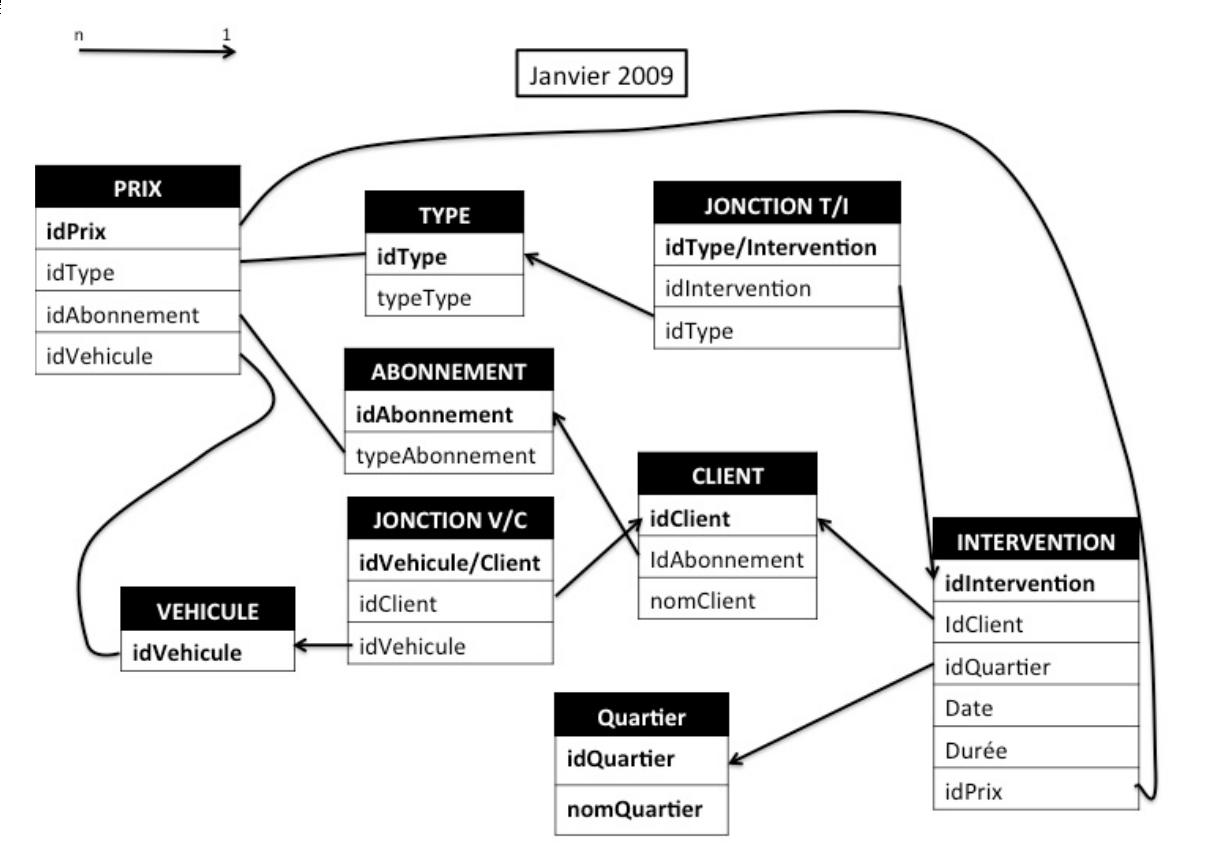 n 1
Janvier 2009
PRIX
idPrix
idType
idAbonnement
idVehicule
TYPE
idType
typeType
JONCTION T/I
idType/Intervention
idIntervention
idType
ABONNEMENT
idAbonnement
typeAbonnement
JONCTION V/C
idVehicule/Client
idClient
idVehicule
CLIENT
idClient
IdAbonnement
nomClient
VEHICULE
idVehicule
INTERVENTION
idIntervention
IdClient
idQuartier
Date
Durée
idPrix
Quartier
idQuartier
nomQuartier